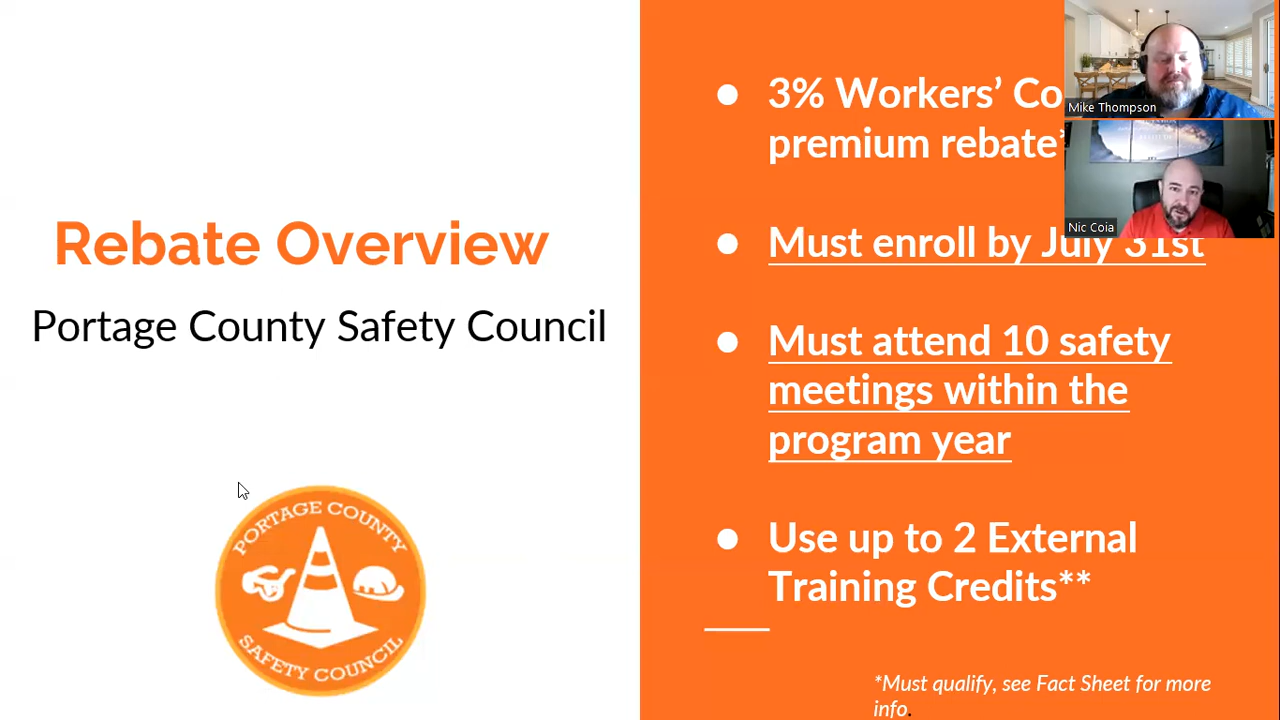 Rebate Overview
Portage County Safety Council
PORTAGE COUNTY
SAFETY COUNCIL
● 3% Workers’ Co
premium rebate*
● Must enroll by July 31st
● Must attend 10 safety
meetings within the
program year
● Use up to 2 External
Training Credits**
*Must qualify, see Fact Sheet for more
info.
Mike Thompson
Nic Coia